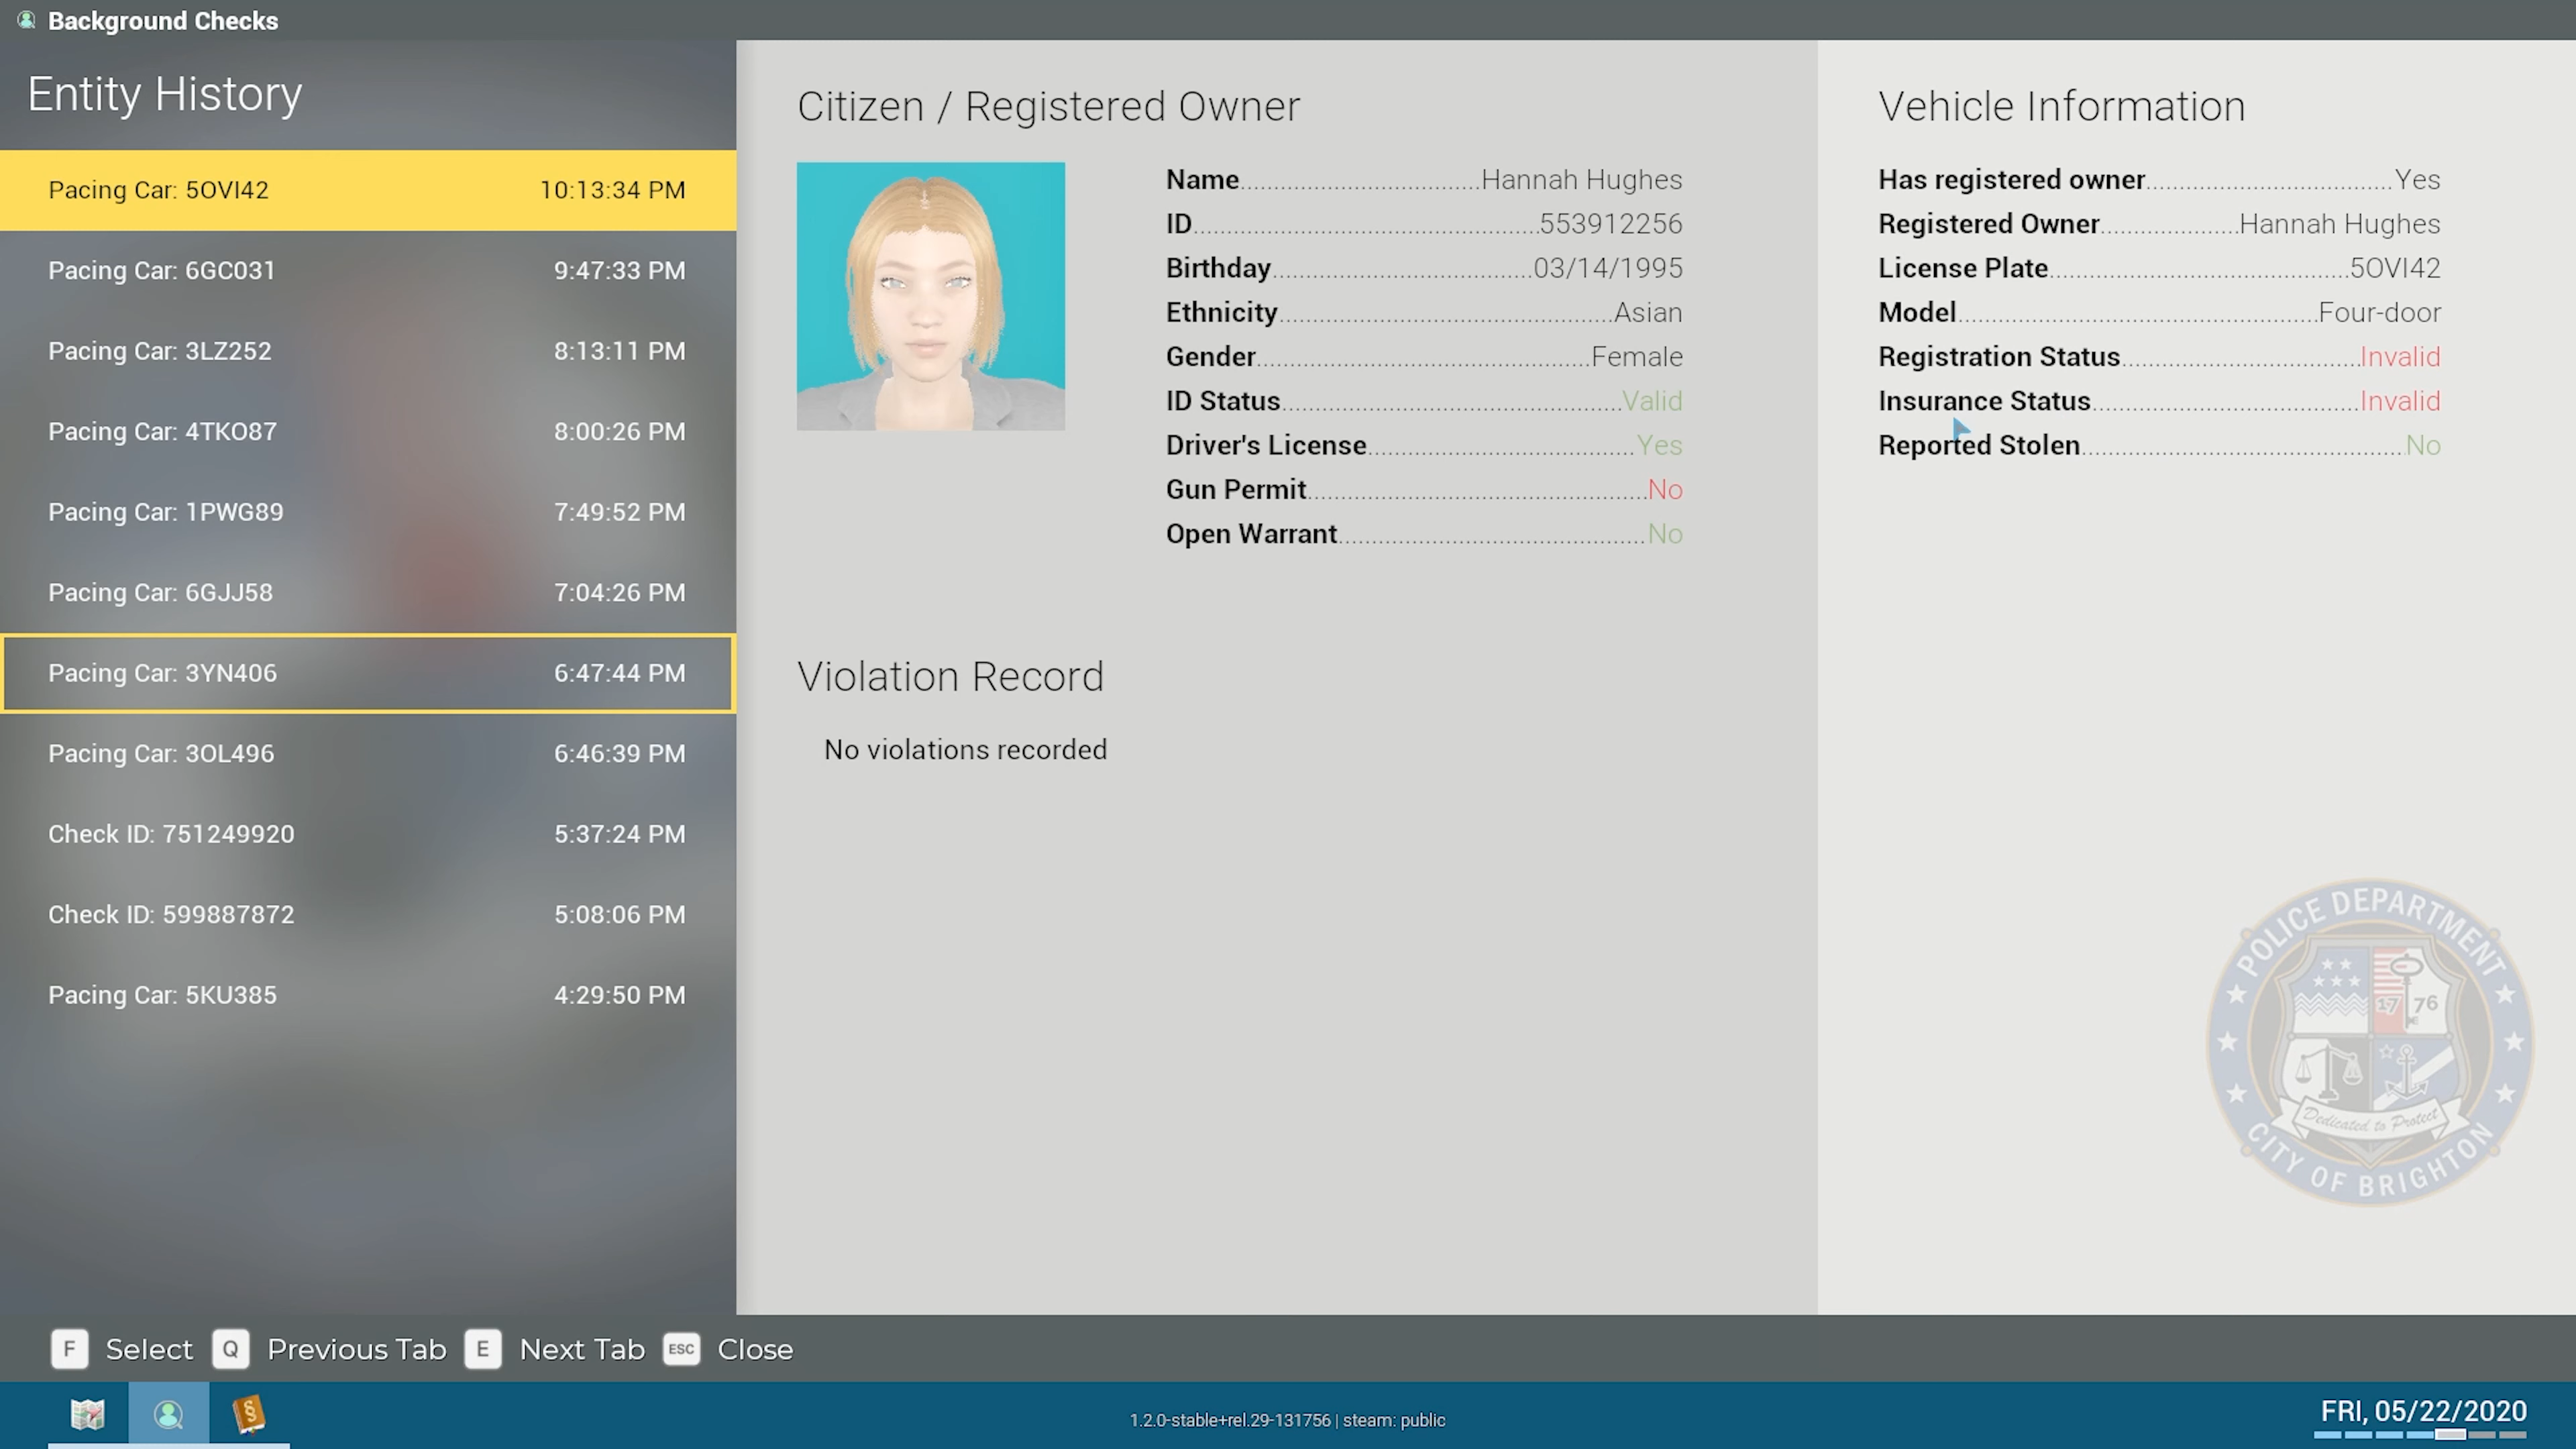 Background Checks
Entity History
Pacing Car: 5OVI42 10:13:34 PM
Pacing Car: 6GC031 9:47:33 PM
Pacing Car: 3LZ252 8:13:11 PM
Pacing Car: 4TKO87 8:00:26 PM
Pacing Car: 1PWG89 7:49:52 PM
Pacing Car: 6GJJ58 7:04:26 PM
Pacing Car: 3YN406 6:47:44 PM
Pacing Car: 3OL496 6:46:39 PM
Check ID: 751249920 5:37:24 PM
Check ID: 599887872 5:08:06 PM
Pacing Car: 5KU385 4:29:50 PM
Citizen / Registered Owner
Name Hannah Hughes
ID 553912256
Birthday 03/14/1995
Ethnicity Asian
Gender Female
ID Status Valid
Driver's License Yes
Gun Permit No
Open Warrant No
Violation Record
No violations recorded
Vehicle Information
Has registered owner Yes
Registered Owner Hannah Hughes
License Plate 5OVI42
Model Four-door
Registration Status Invalid
Insurance Status Invalid
Reported Stolen No
POLICE DEPARTMENT
17 76
Dedicated to Protect
CITY OF BRIGHTON
F Select Q Previous Tab E Next Tab ESC Close
§
1.2.0-stable+rel.29-131756 | steam: public
FRI, 05/22/2020